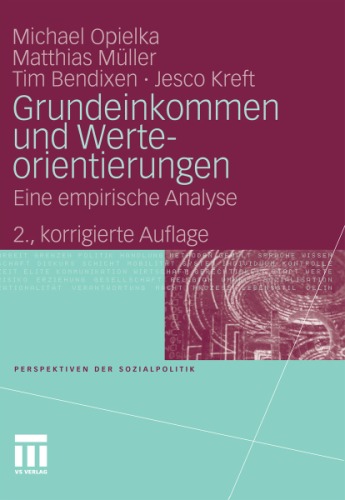 Michael Opielka
Matthias Müller
Tim Bendixen · Jesco Kreft
Grundeinkommen
und Werte-
orientierungen
Eine empirische Analyse
2., korrigierte Auflage
PERSPEKTIVEN DER SOZIALPOLITIK
VS VERLAG